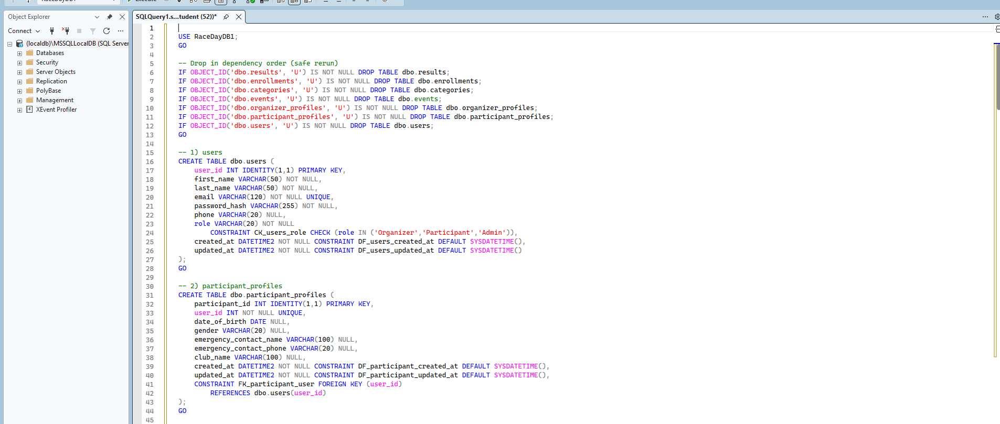 RaceDayDB1
Execute
Object Explorer
SQLQuery1.s...tudent (52))*
Connect
(localdb)\MSSQLLocalDB (SQL Server
Databases
Security
Server Objects
Replication
PolyBase
Management
XEvent Profiler
1
2 USE RaceDayDB1;
3 GO
4
5 -- Drop in dependency order (safe rerun)
6 IF OBJECT_ID('dbo.results', 'U') IS NOT NULL DROP TABLE dbo.results;
7 IF OBJECT_ID('dbo.enrollments', 'U') IS NOT NULL DROP TABLE dbo.enrollments;
8 IF OBJECT_ID('dbo.categories', 'U') IS NOT NULL DROP TABLE dbo.categories;
9 IF OBJECT_ID('dbo.events', 'U') IS NOT NULL DROP TABLE dbo.events;
10 IF OBJECT_ID('dbo.organizer_profiles', 'U') IS NOT NULL DROP TABLE dbo.organizer_profiles;
11 IF OBJECT_ID('dbo.participant_profiles', 'U') IS NOT NULL DROP TABLE dbo.participant_profiles;
12 IF OBJECT_ID('dbo.users', 'U') IS NOT NULL DROP TABLE dbo.users;
13 GO
14
15 -- 1) users
16 CREATE TABLE dbo.users (
17     user_id INT IDENTITY(1,1) PRIMARY KEY,
18     first_name VARCHAR(50) NOT NULL,
19     last_name VARCHAR(50) NOT NULL,
20     email VARCHAR(120) NOT NULL UNIQUE,
21     password_hash VARCHAR(255) NOT NULL,
22     phone VARCHAR(20) NULL,
23     role VARCHAR(20) NOT NULL
24         CONSTRAINT CK_users_role CHECK (role IN ('Organizer','Participant','Admin')),
25     created_at DATETIME2 NOT NULL CONSTRAINT DF_users_created_at DEFAULT SYSDATETIME(),
26     updated_at DATETIME2 NOT NULL CONSTRAINT DF_users_updated_at DEFAULT SYSDATETIME()
27 );
28 GO
29
30 -- 2) participant_profiles
31 CREATE TABLE dbo.participant_profiles (
32     participant_id INT IDENTITY(1,1) PRIMARY KEY,
33     user_id INT NOT NULL UNIQUE,
34     date_of_birth DATE NULL,
35     gender VARCHAR(20) NULL,
36     emergency_contact_name VARCHAR(100) NULL,
37     emergency_contact_phone VARCHAR(20) NULL,
38     club_name VARCHAR(100) NULL,
39     created_at DATETIME2 NOT NULL CONSTRAINT DF_participant_created_at DEFAULT SYSDATETIME(),
40     updated_at DATETIME2 NOT NULL CONSTRAINT DF_participant_updated_at DEFAULT SYSDATETIME(),
41     CONSTRAINT FK_participant_user FOREIGN KEY (user_id)
42         REFERENCES dbo.users(user_id)
43 );
44 GO
45